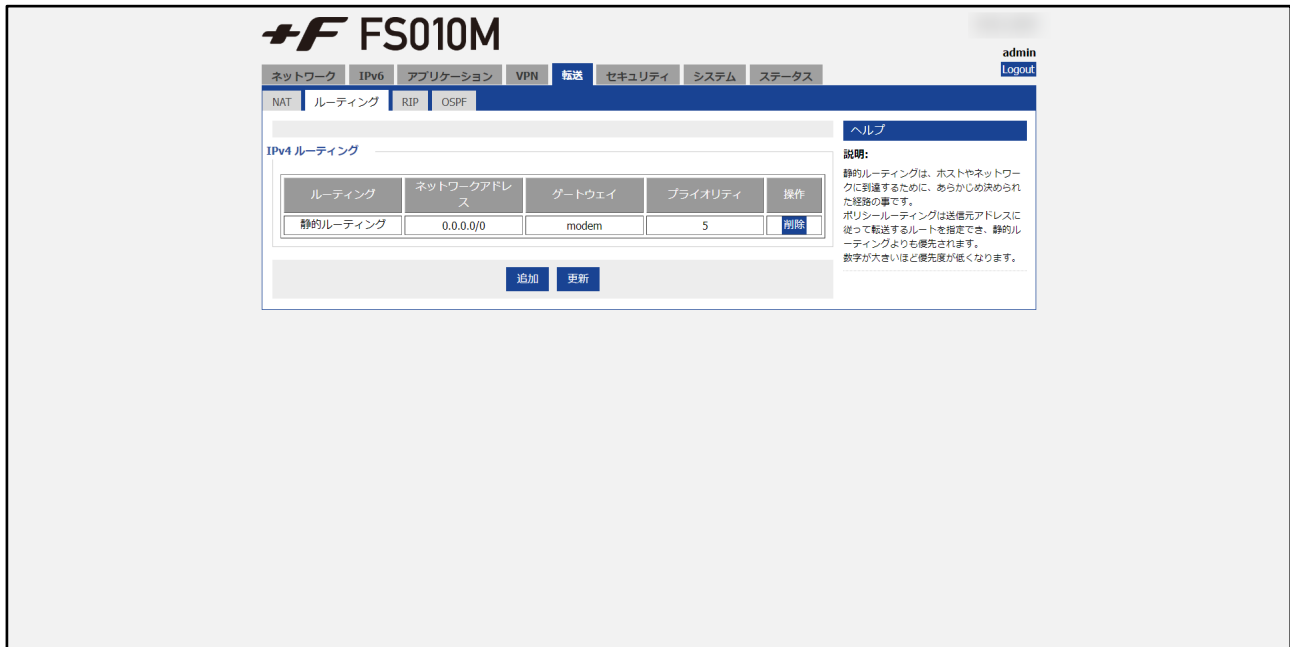 +F FS010M
admin
Logout
ネットワーク IPv6 アプリケーション VPN 転送 セキュリティ システム ステータス
NAT ルーティング RIP OSPF
IPv4 ルーティング
ルーティング ネットワークアドレ
ス ゲートウェイ プライオリティ 操作
静的ルーティング 0.0.0.0/0 modem 5 削除
追加 更新
ヘルプ
説明:
静的ルーティングは、ホストやネットワー
クに到達するために、あらかじめ決められ
た経路の事です。
ポリシールーティングは送信元アドレスに
従って転送するルートを指定でき、静的ル
ーティングよりも優先されます。
数字が大きいほど優先度が低くなります。